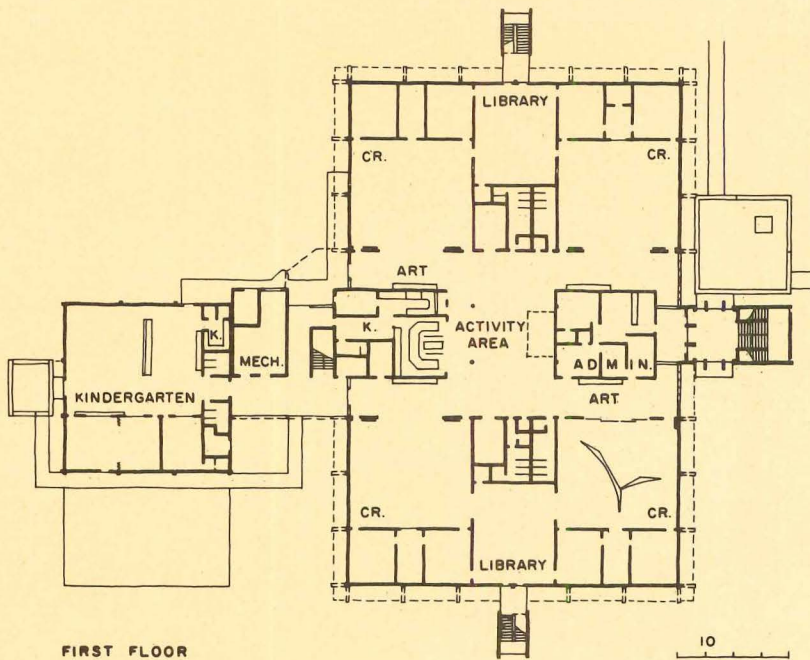 LIBRARY
CR.
CR.
ART
K.
ACTIVITY
AREA
K.
MECH.
ADMIN.
KINDERGARTEN
ART
CR.
CR.
LIBRARY
FIRST FLOOR
10